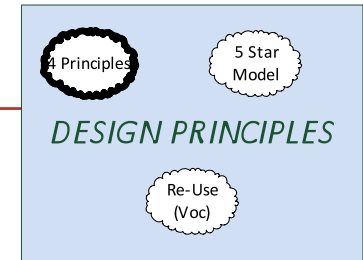 4 Principles
5 Star
Model
DESIGN PRINCIPLES
Re-Use
(Voc)